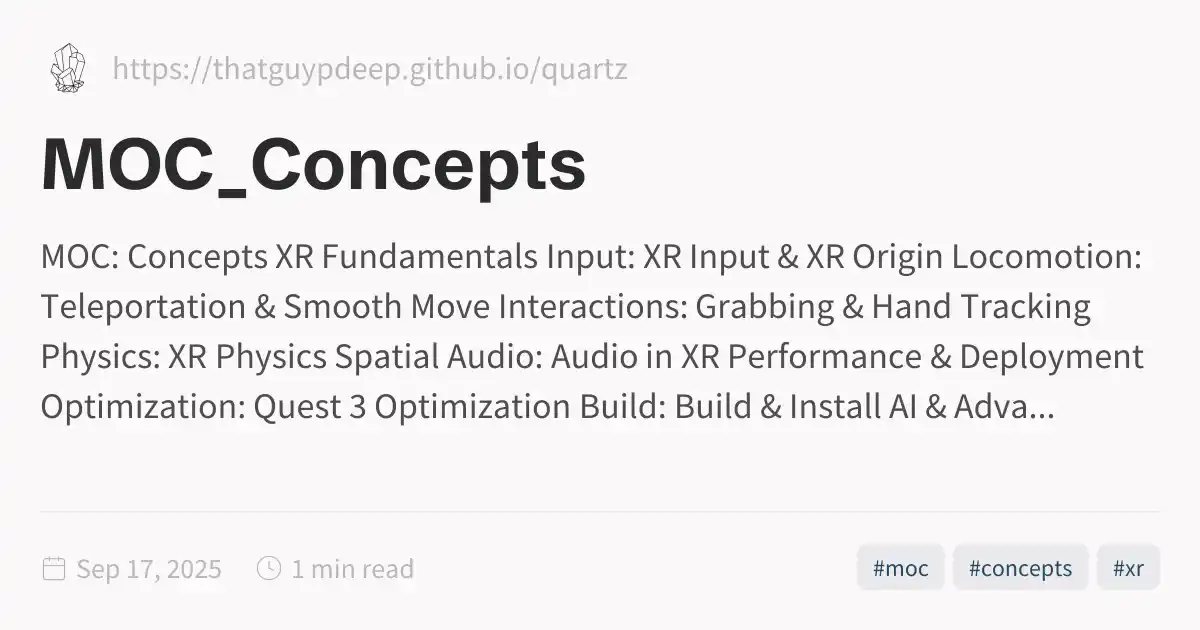 https://thatguypdeep.github.io/quartz
MOC_Concepts
MOC: Concepts XR Fundamentals Input: XR Input & XR Origin Locomotion:
Teleportation & Smooth Move Interactions: Grabbing & Hand Tracking
Physics: XR Physics Spatial Audio: Audio in XR Performance & Deployment
Optimization: Quest 3 Optimization Build: Build & Install AI & Adva...
Sep 17, 2025 1 min read #moc #concepts #xr